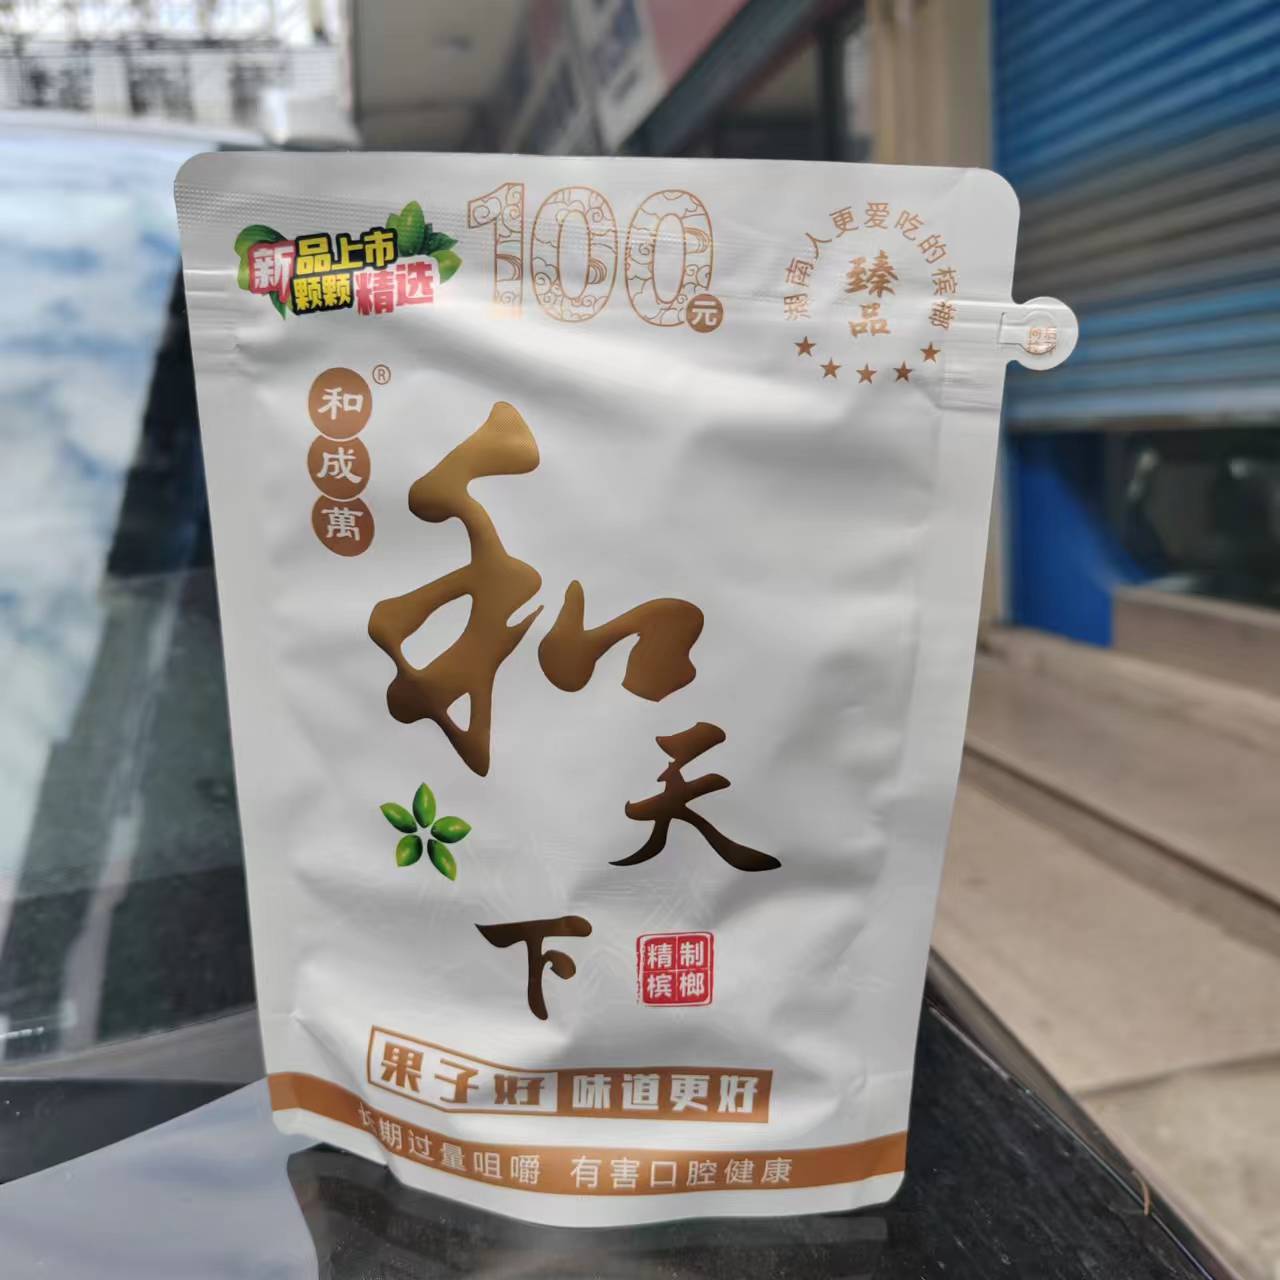 新品上市
颗颗精选
100元
湖南人更爱吃的槟榔
臻品
和成萬®
和天下
精制
槟榔
果子好 味道更好
长期过量咀嚼 有害口腔健康